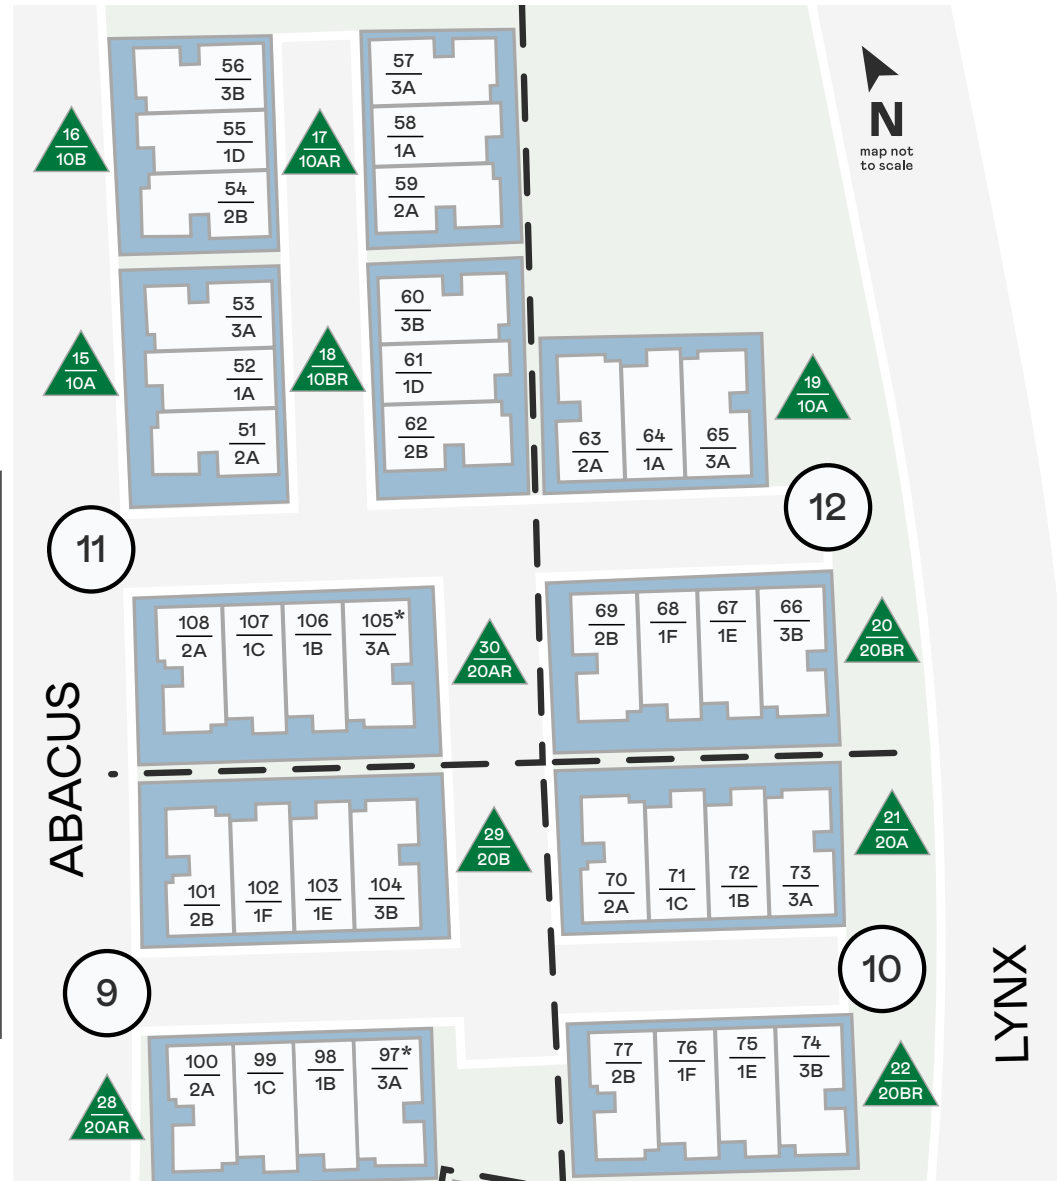 56
3B
55
1D
54
2B
16
10B
17
10AR
57
3A
58
1A
59
2A
N
map not
to scale
53
3A
52
1A
51
2A
15
10A
18
10BR
60
3B
61
1D
62
2B
63
2A
64
1A
65
3A
19
10A
11
12
108
2A
107
1C
106
1B
105*
3A
30
20AR
69
2B
68
1F
67
1E
66
3B
20
20BR
ABACUS
101
2B
102
1F
103
1E
104
3B
29
20B
70
2A
71
1C
72
1B
73
3A
21
20A
9
10
LYNX
100
2A
99
1C
98
1B
97*
3A
28
20AR
77
2B
76
1F
75
1E
74
3B
22
20BR